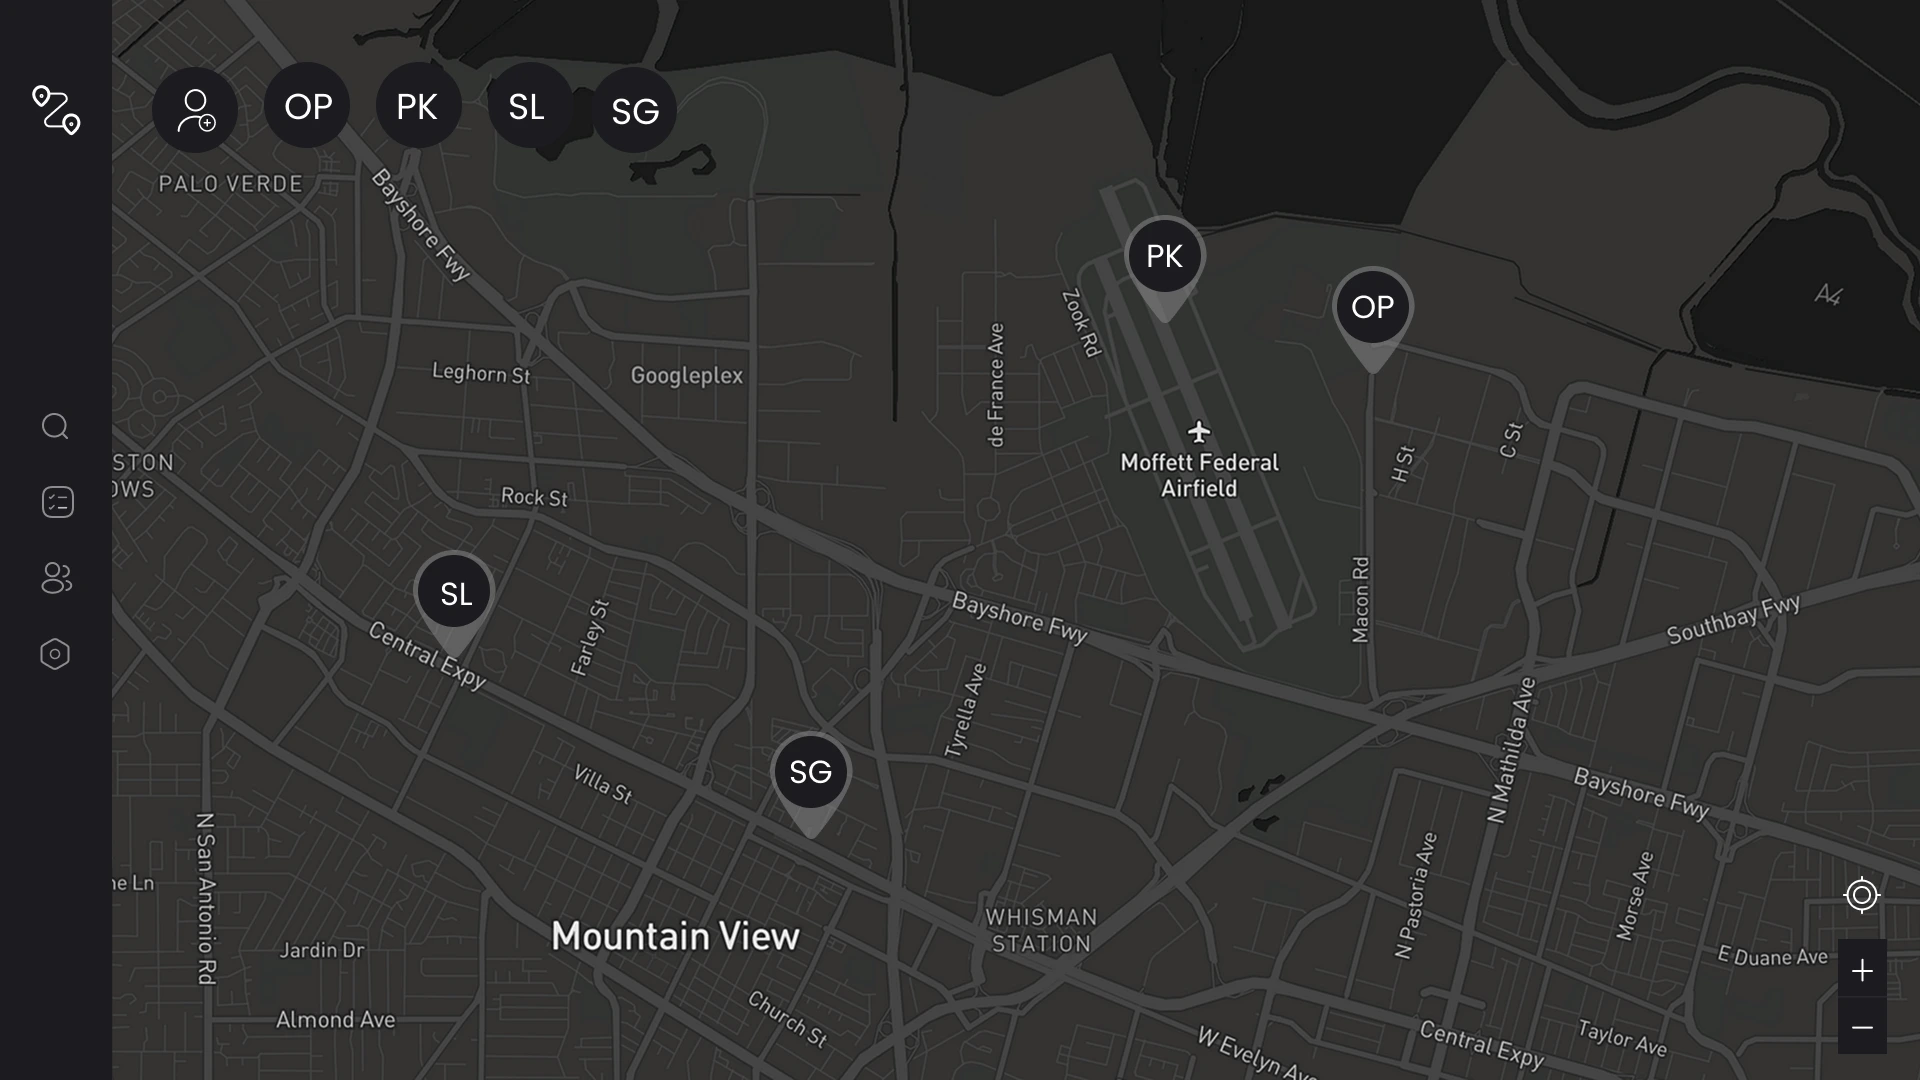 OP
PK
SL
SG
PALO VERDE
Bayshore Fwy
PK
OP
A4
Zook Rd
Leghorn St
Googleplex
de France Ave
Moffett Federal
Airfield
H St
C St
STON
OWS
Rock St
SL
Central Expy
Farley St
Bayshore Fwy
Macon Rd
Southbay Fwy
Tyrella Ave
N Mathilda Ave
SG
Villa St
Bayshore Fwy
N San Antonio Rd
ne Ln
N Pastoria Ave
Morse Ave
Mountain View
WHISMAN
STATION
Jardin Dr
E Duane Ave
Almond Ave
Church St
W Evelyn Ave
Central Expy
Taylor Ave